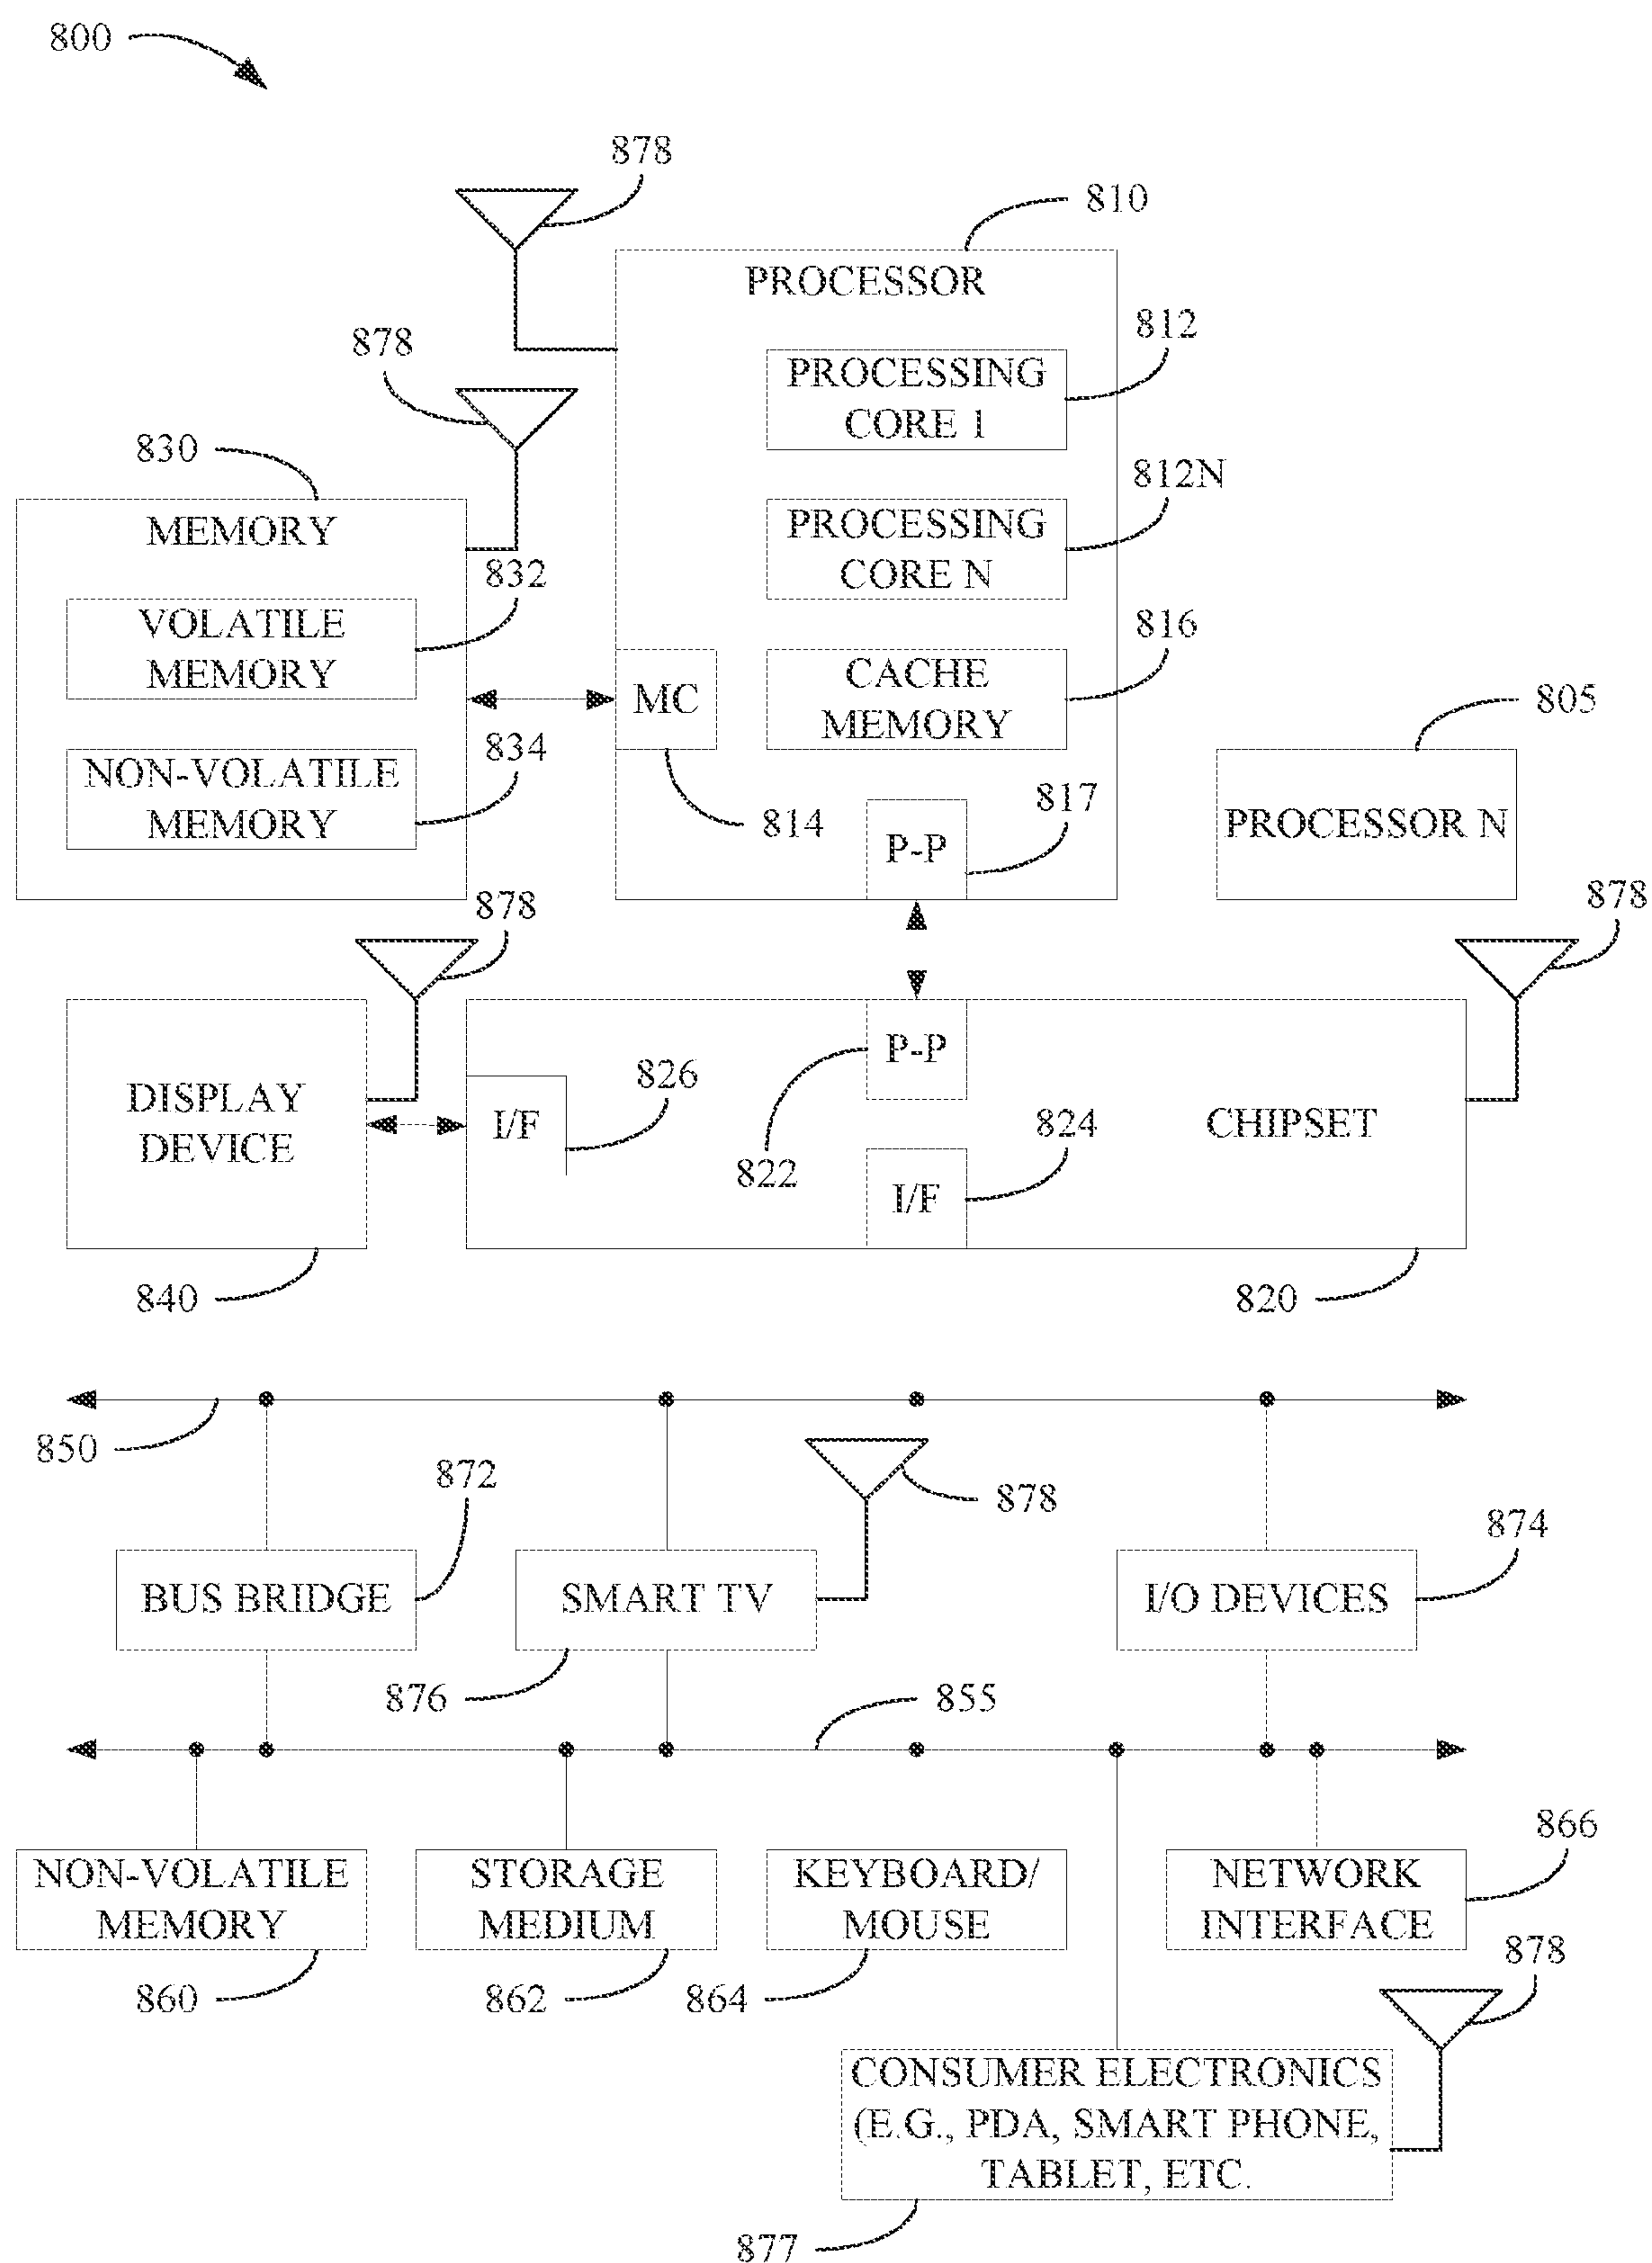 800
878
810
PROCESSOR
812
878
PROCESSING
CORE 1
830
812N
MEMORY
PROCESSING
CORE N
832
VOLATILE
MEMORY
816
CACHE
MEMORY
MC
805
834
NON-VOLATILE
MEMORY
814
817
P-P
PROCESSOR N
878
878
P-P
826
DISPLAY
DEVICE
I/F
824
CHIPSET
822
I/F
840
820
850
872
878
874
BUS BRIDGE
SMART TV
I/O DEVICES
876
855
866
NON-VOLATILE
MEMORY
STORAGE
MEDIUM
KEYBOARD/
MOUSE
NETWORK
INTERFACE
878
860
862
864
CONSUMER ELECTRONICS
(E.G., PDA, SMART PHONE,
TABLET, ETC.
877